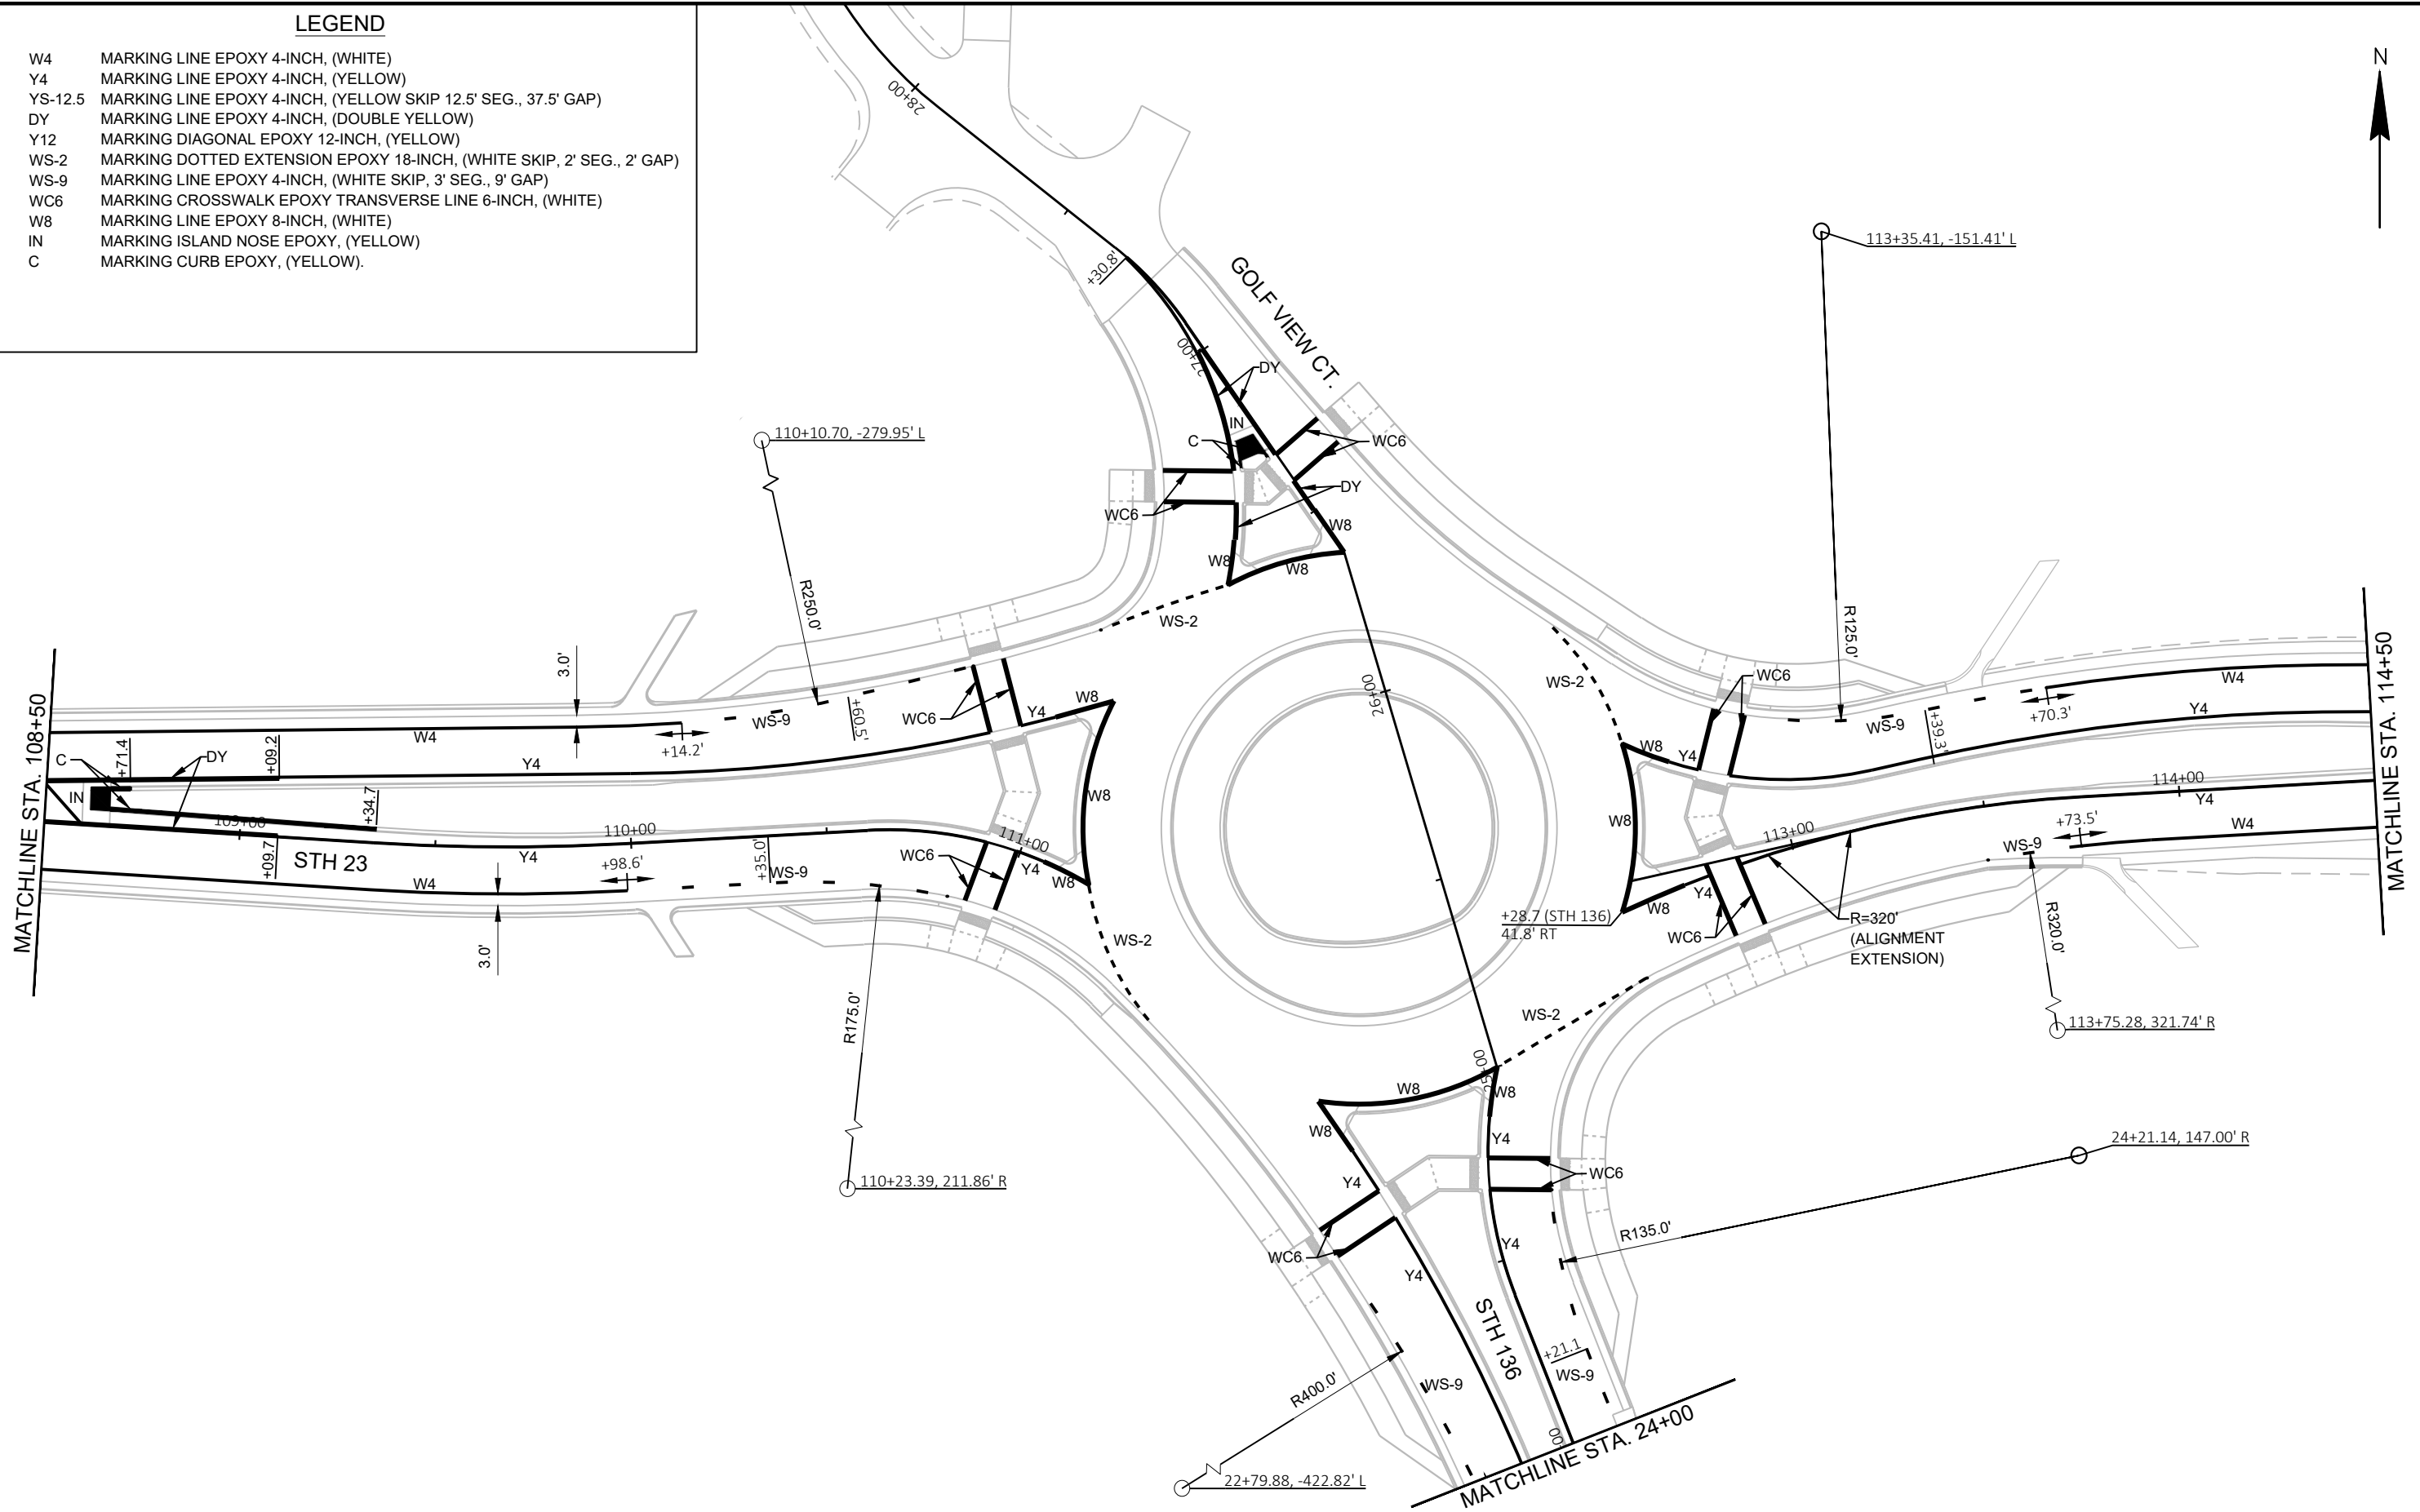 LEGEND
W4 MARKING LINE EPOXY 4-INCH, (WHITE)
Y4 MARKING LINE EPOXY 4-INCH, (YELLOW)
YS-12.5 MARKING LINE EPOXY 4-INCH, (YELLOW SKIP 12.5' SEG., 37.5' GAP)
DY MARKING LINE EPOXY 4-INCH, (DOUBLE YELLOW)
Y12 MARKING DIAGONAL EPOXY 12-INCH, (YELLOW)
WS-2 MARKING DOTTED EXTENSION EPOXY 18-INCH, (WHITE SKIP, 2' SEG., 2' GAP)
WS-9 MARKING LINE EPOXY 4-INCH, (WHITE SKIP, 3' SEG., 9' GAP)
WC6 MARKING CROSSWALK EPOXY TRANSVERSE LINE 6-INCH, (WHITE)
W8 MARKING LINE EPOXY 8-INCH, (WHITE)
IN MARKING ISLAND NOSE EPOXY, (YELLOW)
C MARKING CURB EPOXY, (YELLOW).
N
28+00
+30.8'
GOLF VIEW CT.
27+00
DY
IN
C
WC6
DY
WC6
W8
W8
W8
WS-2
113+35.41, -151.41' L
R125.0'
110+10.70, -279.95' L
R250.0'
3.0'
MATCHLINE STA. 108+50
W4
+14.2'
WS-9
+60.5'
WC6
Y4
W8
C
+71.4
DY
+09.2
Y4
IN
109+00
+34.7
110+00
W8
111+00
STH 23
+09.7
Y4
+98.6'
+35.0'
WS-9
WC6
Y4
W8
W4
3.0'
WS-2
R175.0'
110+23.39, 211.86' R
26+00
WS-2
W8
Y4
WC6
WS-9
+39.3'
+70.3'
W4
Y4
MATCHLINE STA. 114+50
W8
113+00
114+00
Y4
+73.5'
WS-9
W4
Y4
W8
+28.7 (STH 136)
41.8' RT
WC6
R=320'
(ALIGNMENT
EXTENSION)
R320.0'
113+75.28, 321.74' R
WS-2
25+00
W8
W8
W8
Y4
WC6
Y4
24+21.14, 147.00' R
R135.0'
WC6
Y4
Y4
STH 136
+21.1
WS-9
WS-9
R400.0'
22+79.88, -422.82' L
00
MATCHLINE STA. 24+00